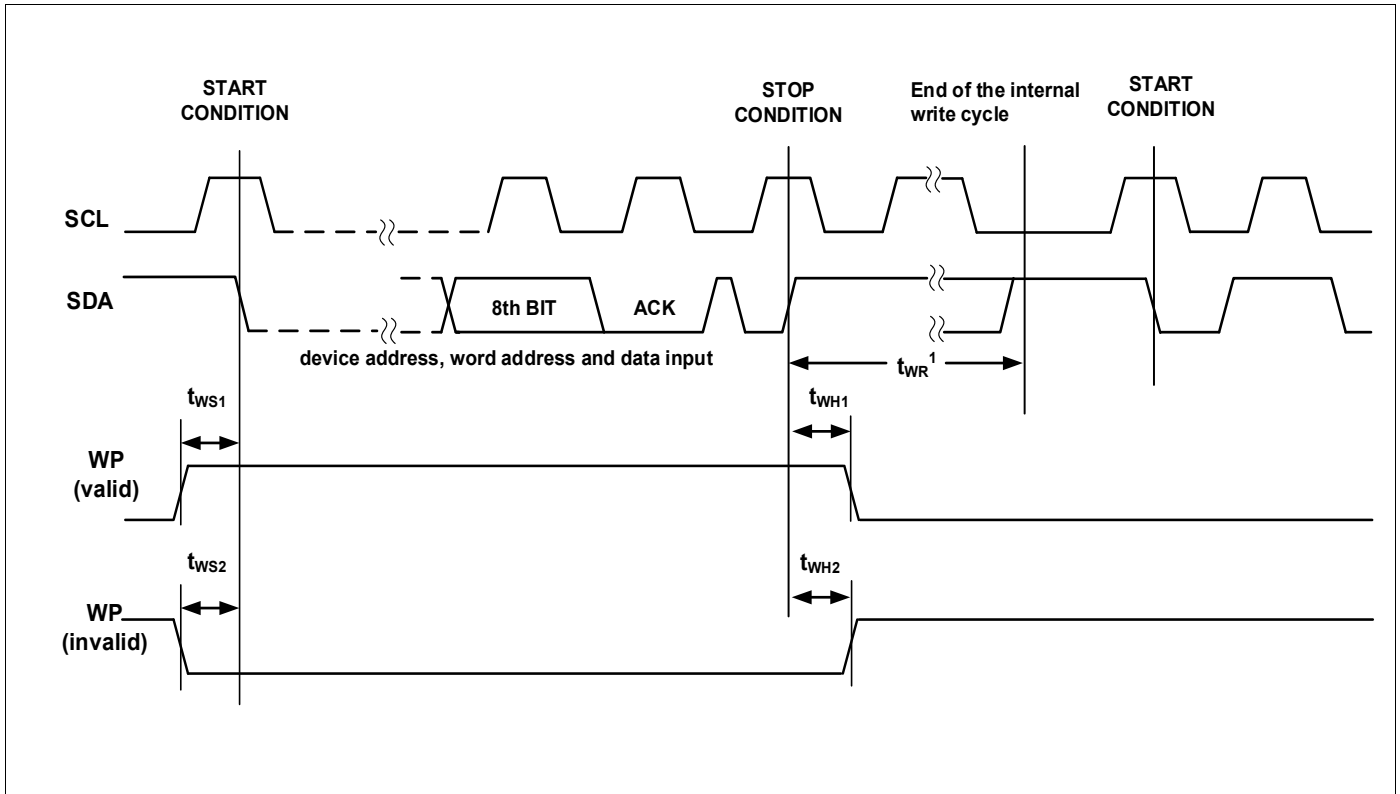 START
CONDITION
STOP
CONDITION
End of the internal
write cycle
START
CONDITION
SCL
SDA
8th BIT
ACK
device address, word address and data input
tWR1
tWS1
tWH1
WP
(valid)
tWS2
tWH2
WP
(invalid)